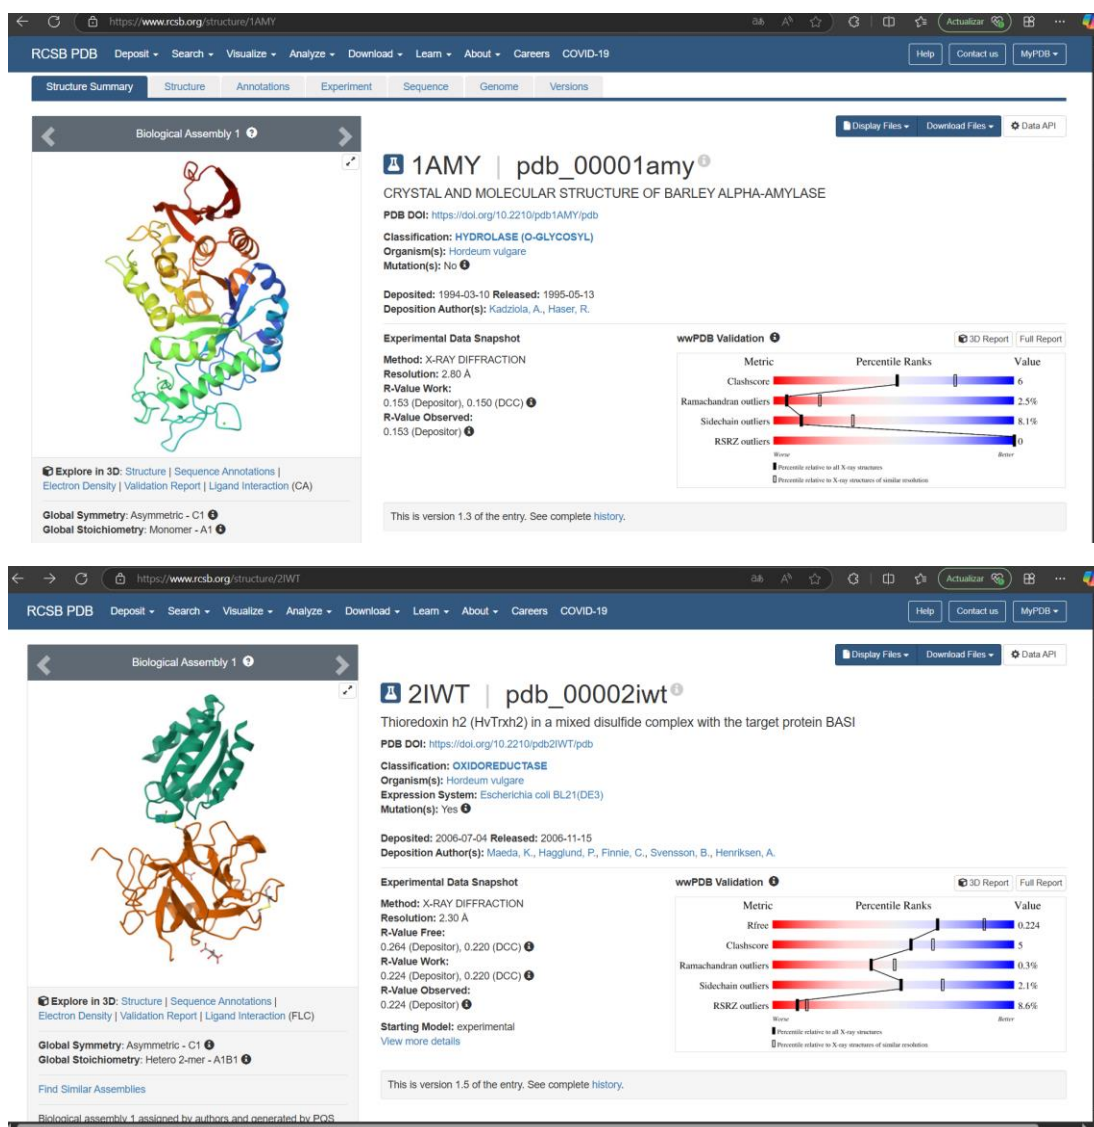 https://www.rcsb.org/structure/1AMY
Actualizar
RCSB PDB Deposit Search Visualize Analyze Download Learn About Careers COVID-19 Help Contact us MyPDB
Structure Summary Structure Annotations Experiment Sequence Genome Versions
Biological Assembly 1
Display Files Download Files Data API
1AMY | pdb_00001amy
CRYSTAL AND MOLECULAR STRUCTURE OF BARLEY ALPHA-AMYLASE
PDB DOI: https://doi.org/10.2210/pdb1AMY/pdb
Classification: HYDROLASE (O-GLYCOSYL)
Organism(s): Hordeum vulgare
Mutation(s): No
Deposited: 1994-03-10 Released: 1995-05-13
Deposition Author(s): Kadziola, A., Haser, R.
Experimental Data Snapshot
Method: X-RAY DIFFRACTION
Resolution: 2.80 Å
R-Value Work:
0.153 (Depositor), 0.150 (DCC)
R-Value Observed:
0.153 (Depositor)
wwPDB Validation
3D Report Full Report
Metric Percentile Ranks Value
Clashscore 6
Ramachandran outliers 2.5%
Sidechain outliers 8.1%
RSRZ outliers 0
Worse Better
Percentile relative to all X-ray structures
Percentile relative to X-ray structures of similar resolution
Explore in 3D: Structure | Sequence Annotations |
Electron Density | Validation Report | Ligand Interaction (CA)
Global Symmetry: Asymmetric - C1
Global Stoichiometry: Monomer - A1
This is version 1.3 of the entry. See complete history.
https://www.rcsb.org/structure/2IWT
Actualizar
RCSB PDB Deposit Search Visualize Analyze Download Learn About Careers COVID-19 Help Contact us MyPDB
Biological Assembly 1
Display Files Download Files Data API
2IWT | pdb_00002iwt
Thioredoxin h2 (HvTrxh2) in a mixed disulfide complex with the target protein BASI
PDB DOI: https://doi.org/10.2210/pdb2IWT/pdb
Classification: OXIDOREDUCTASE
Organism(s): Hordeum vulgare
Expression System: Escherichia coli BL21(DE3)
Mutation(s): Yes
Deposited: 2006-07-04 Released: 2006-11-15
Deposition Author(s): Maeda, K., Hagglund, P., Finnie, C., Svensson, B., Henriksen, A.
Experimental Data Snapshot
Method: X-RAY DIFFRACTION
Resolution: 2.30 Å
R-Value Free:
0.264 (Depositor), 0.220 (DCC)
R-Value Work:
0.224 (Depositor), 0.220 (DCC)
R-Value Observed:
0.224 (Depositor)
Starting Model: experimental
View more details
wwPDB Validation
3D Report Full Report
Metric Percentile Ranks Value
Rfree 0.224
Clashscore 5
Ramachandran outliers 0.3%
Sidechain outliers 2.1%
RSRZ outliers 8.6%
Worse Better
Percentile relative to all X-ray structures
Percentile relative to X-ray structures of similar resolution
Explore in 3D: Structure | Sequence Annotations |
Electron Density | Validation Report | Ligand Interaction (FLC)
Global Symmetry: Asymmetric - C1
Global Stoichiometry: Hetero 2-mer - A1B1
Find Similar Assemblies
Biological assembly 1 assigned by authors and generated by PQS
This is version 1.5 of the entry. See complete history.